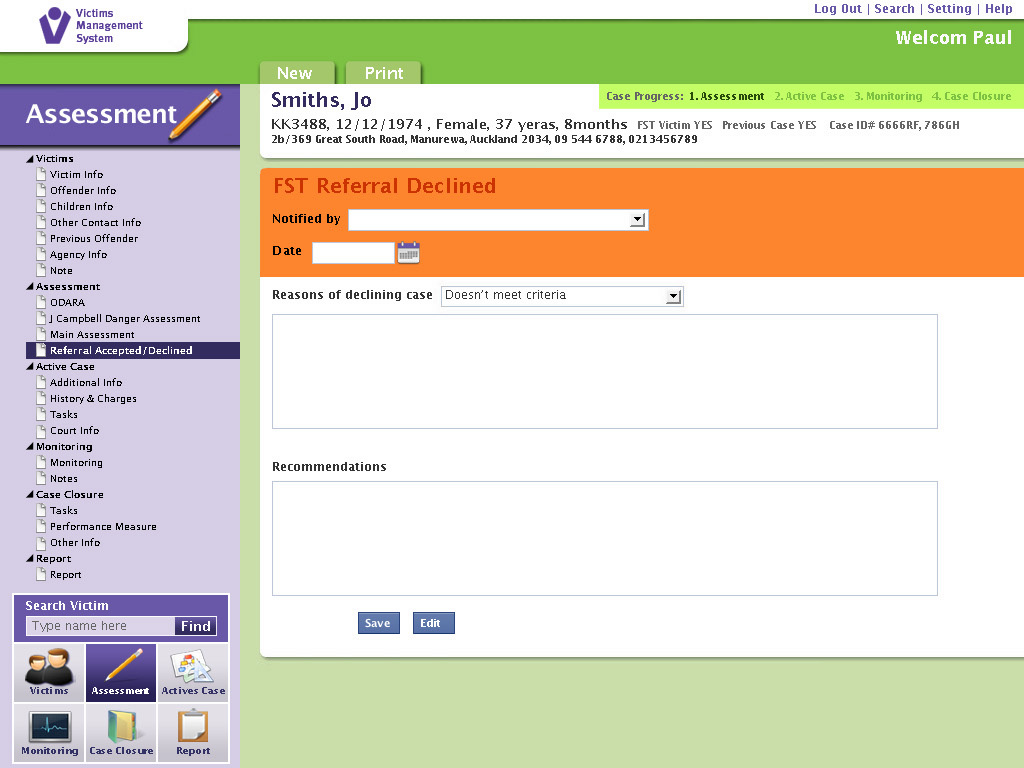 Victims
Management
System
Log Out | Search | Setting | Help
Welcom Paul
New
Print
Assessment
Smiths, Jo
Case Progress: 1. Assessment 2. Active Case 3. Monitoring 4. Case Closure
KK3488, 12/12/1974 , Female, 37 yeras, 8months FST Victim YES Previous Case YES Case ID# 6666RF, 786GH
2b/369 Great South Road, Manurewa, Auckland 2034, 09 544 6788, 0213456789
Victims
Victim Info
Offender Info
Children Info
Other Contact Info
Previous Offender
Agency Info
Note
Assessment
ODARA
J Campbell Danger Assessment
Main Assessment
Referral Accepted/Declined
Active Case
Additional Info
History & Charges
Tasks
Court Info
Monitoring
Monitoring
Notes
Case Closure
Tasks
Performance Measure
Other Info
Report
Report
Search Victim
Type name here
Find
Victims
Assessment
Actives Case
Monitoring
Case Closure
Report
FST Referral Declined
Notified by
Date
Reasons of declining case Doesn't meet criteria
Recommendations
Save
Edit